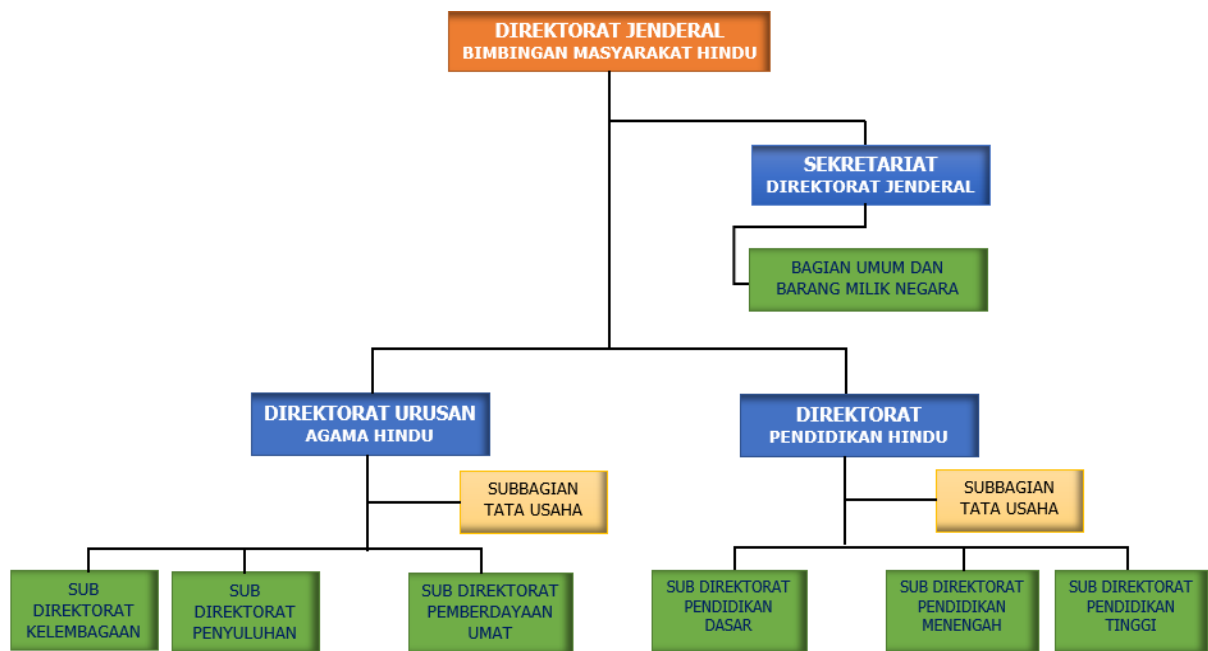 DIREKTORAT JENDERAL
BIMBINGAN MASYARAKAT HINDU
SEKRETARIAT
DIREKTORAT JENDERAL
BAGIAN UMUM DAN
BARANG MILIK NEGARA
DIREKTORAT URUSAN
AGAMA HINDU
DIREKTORAT
PENDIDIKAN HINDU
SUBBAGIAN
TATA USAHA
SUBBAGIAN
TATA USAHA
SUB
DIREKTORAT
KELEMBAGAAN
SUB
DIREKTORAT
PENYULUHAN
SUB DIREKTORAT
PEMBERDAYAAN
UMAT
SUB DIREKTORAT
PENDIDIKAN
DASAR
SUB DIREKTORAT
PENDIDIKAN
MENENGAH
SUB DIREKTORAT
PENDIDIKAN
TINGGI